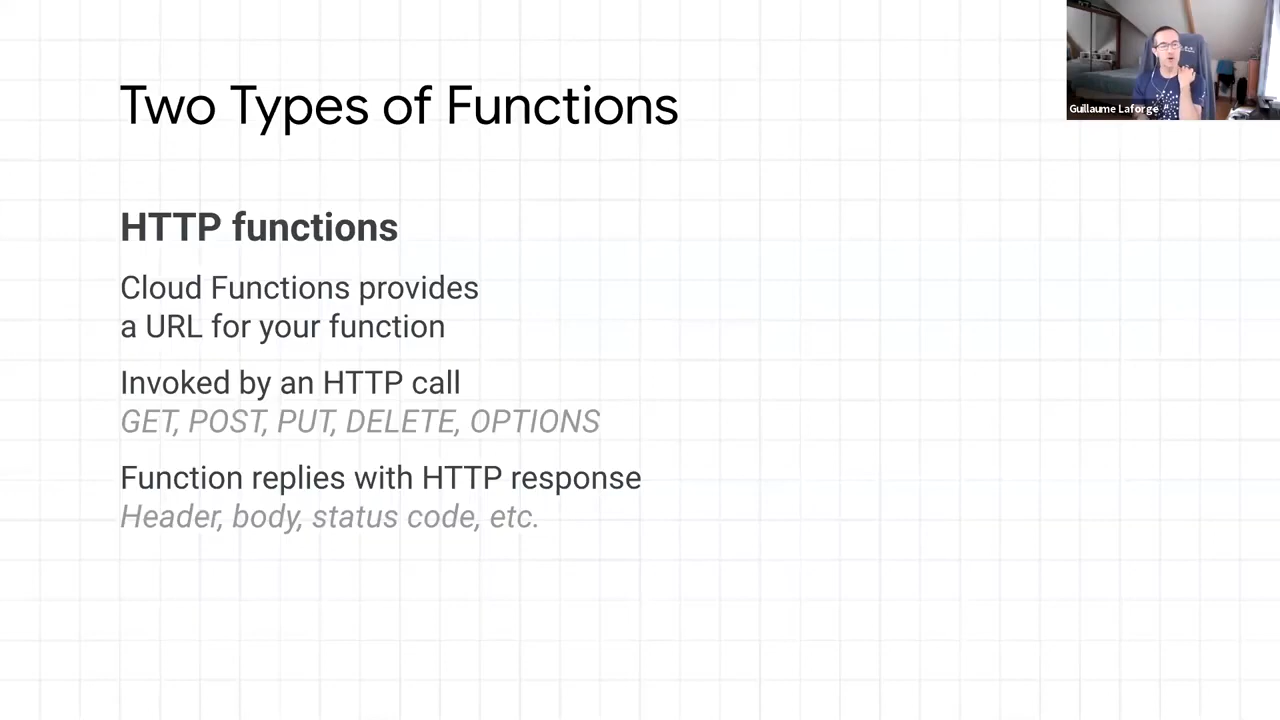 Two Types of Functions
Guillaume Laforge
HTTP functions
Cloud Functions provides
a URL for your function
Invoked by an HTTP call
GET, POST, PUT, DELETE, OPTIONS
Function replies with HTTP response
Header, body, status code, etc.